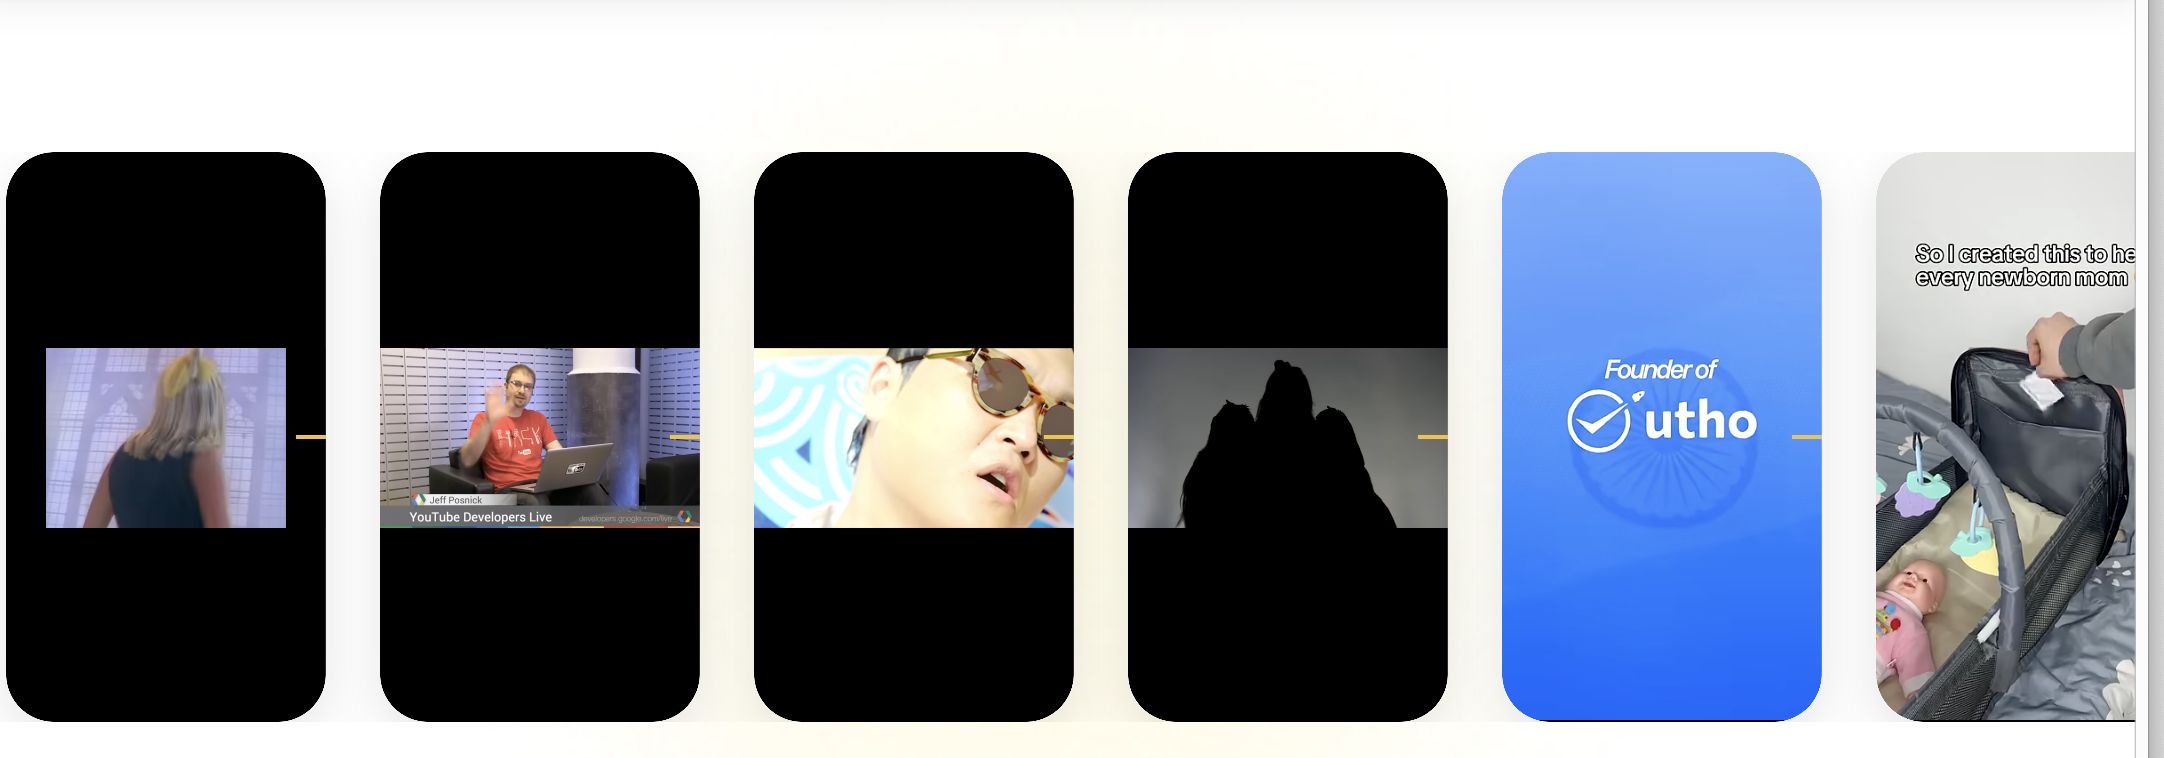 Jeff Posnick
YouTube Developers Live
developers.google.com/live
Founder of
utho
So I created this to he
every newborn mom